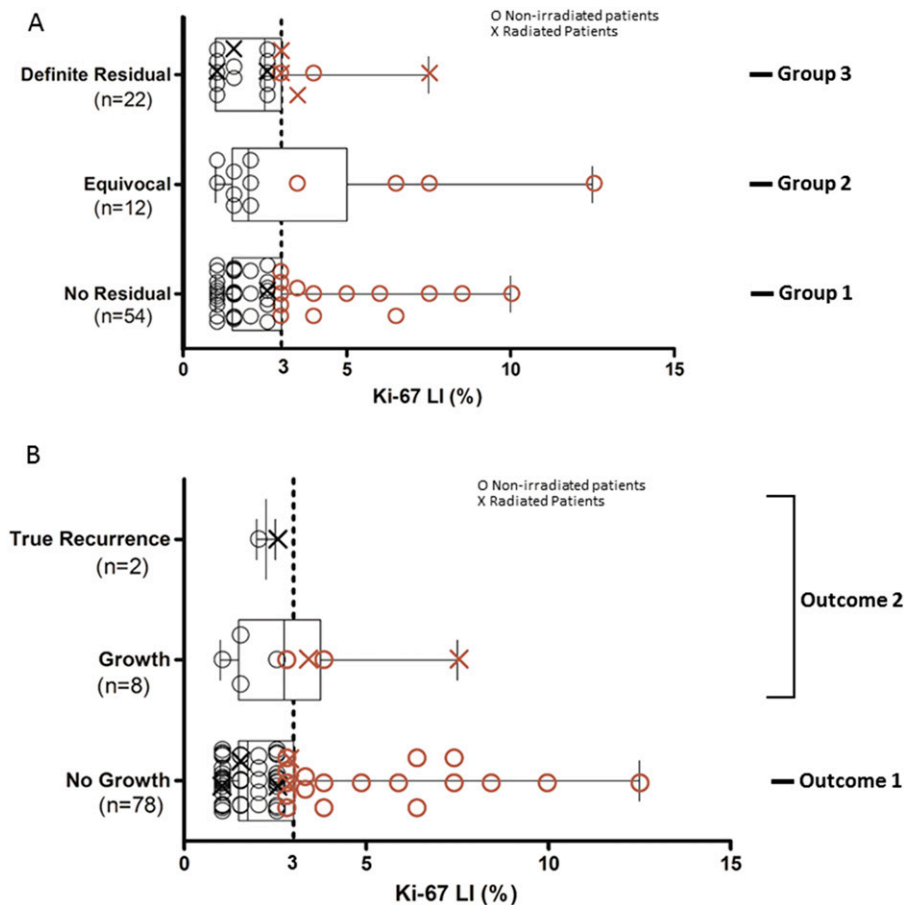 A
O Non-irradiated patients
X Radiated Patients
Definite Residual
(n=22)
Group 3
Equivocal
(n=12)
Group 2
No Residual
(n=54)
Group 1
0 3 5 10 15
Ki-67 LI (%)
B
O Non-irradiated patients
X Radiated Patients
True Recurrence
(n=2)
Outcome 2
Growth
(n=8)
No Growth
(n=78)
Outcome 1
0 3 5 10 15
Ki-67 LI (%)